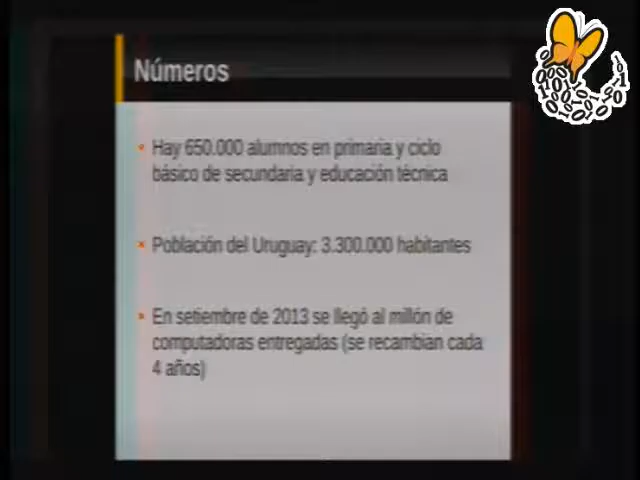 Números
Hay 650.000 alumnos en primaria y ciclo
básico de secundaria y educación técnica
Población del Uruguay: 3.300.000 habitantes
En setiembre de 2013 se llegó al millón de
computadoras entregadas (se recambian cada
4 años)